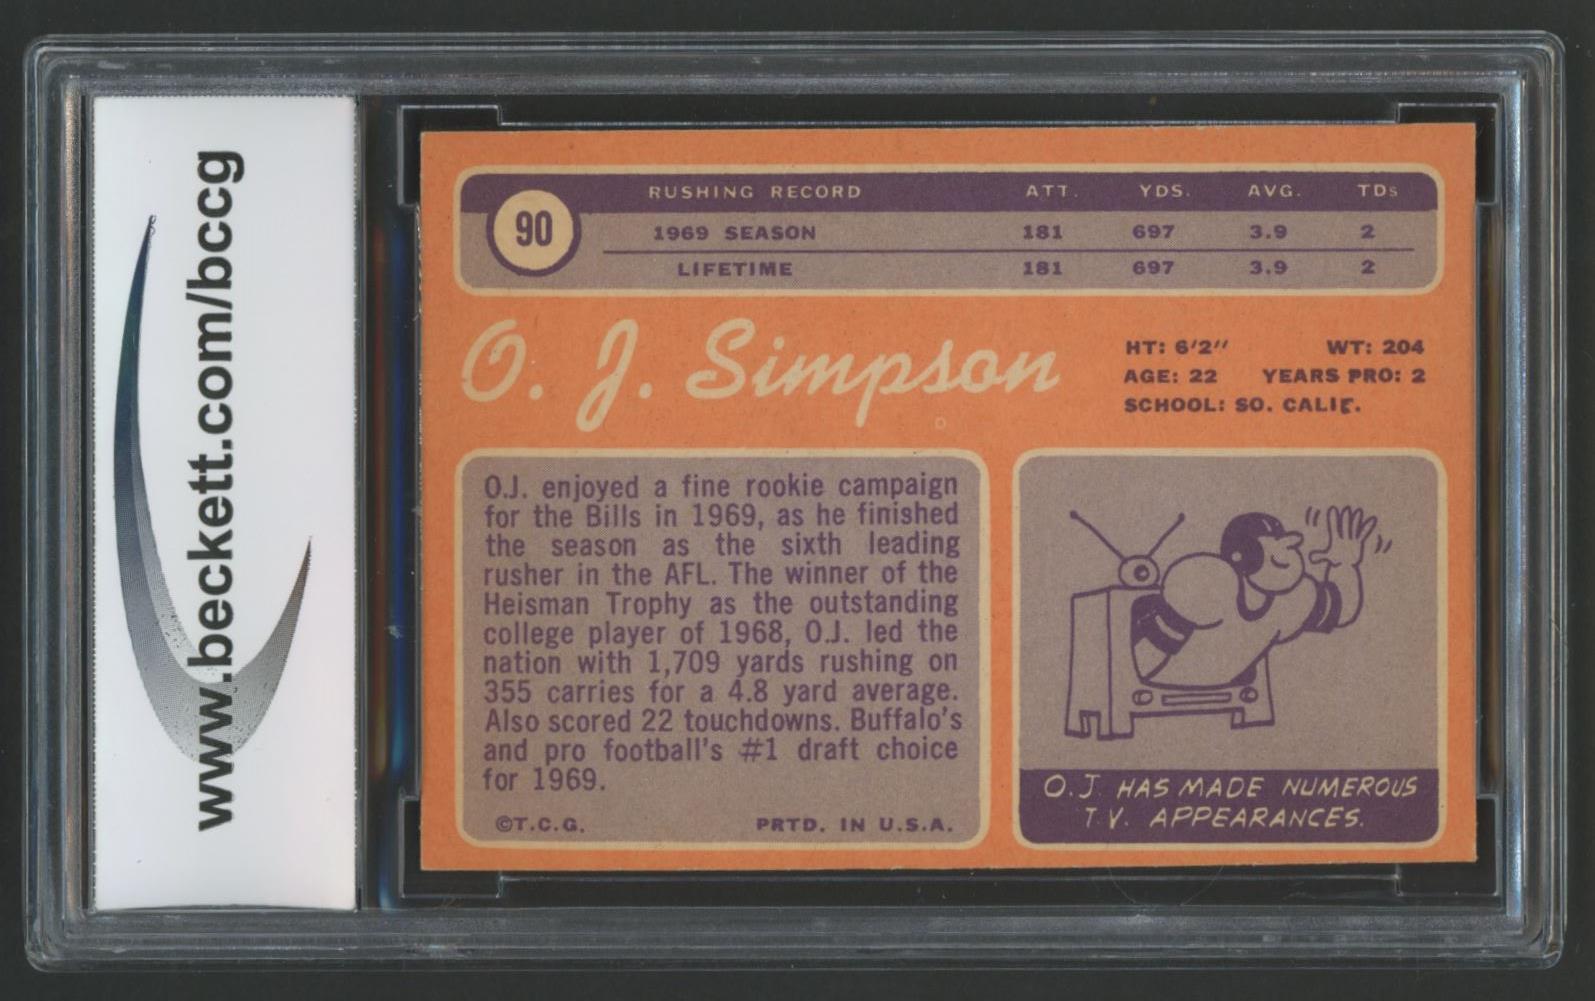 www.beckett.com/bccg
90
RUSHING RECORD ATT. YDS. AVG. TDs
1969 SEASON 181 697 3.9 2
LIFETIME 181 697 3.9 2
O. J. Simpson
HT: 6'2" WT: 204
AGE: 22 YEARS PRO: 2
SCHOOL: SO. CALIF.
O.J. enjoyed a fine rookie campaign
for the Bills in 1969, as he finished
the season as the sixth leading
rusher in the AFL. The winner of the
Heisman Trophy as the outstanding
college player of 1968, O.J. led the
nation with 1,709 yards rushing on
355 carries for a 4.8 yard average.
Also scored 22 touchdowns. Buffalo's
and pro football's #1 draft choice
for 1969.
©T.C.G. PRTD. IN U.S.A.
O.J. HAS MADE NUMEROUS
T.V. APPEARANCES.